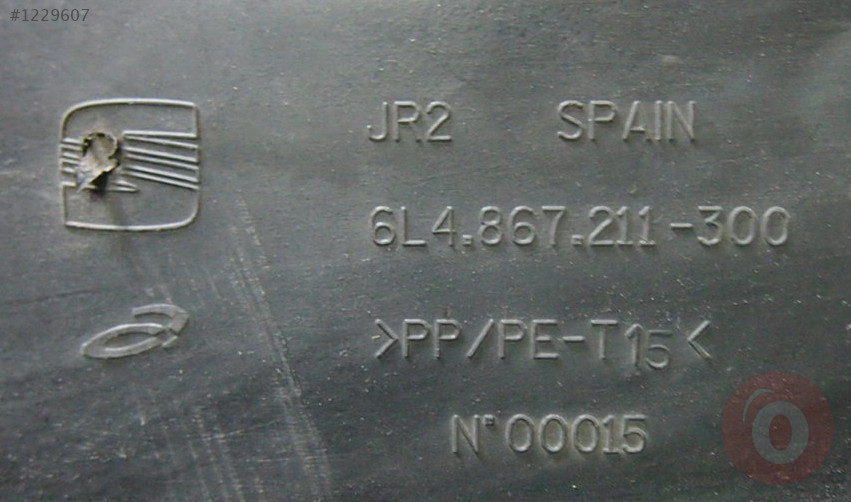 #1229607
JR2 SPAIN
6L4.867.211-300
>PP/PE-T15<
N°00015